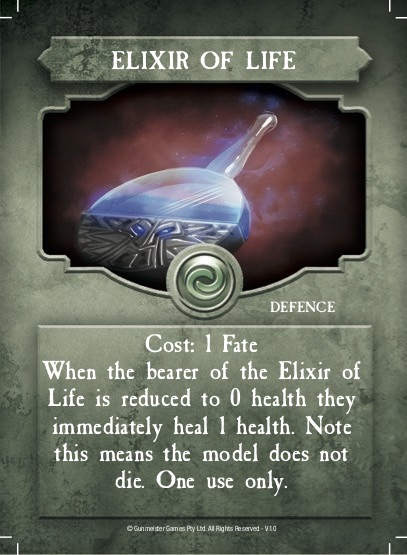 ELIXIR OF LIFE
DEFENCE
Cost: 1 Fate
When the bearer of the Elixir of
Life is reduced to 0 health they
immediately heal 1 health. Note
this means the model does not
die. One use only.
© Gunmeister Games Pty Ltd. All Rights Reserved - V1.0